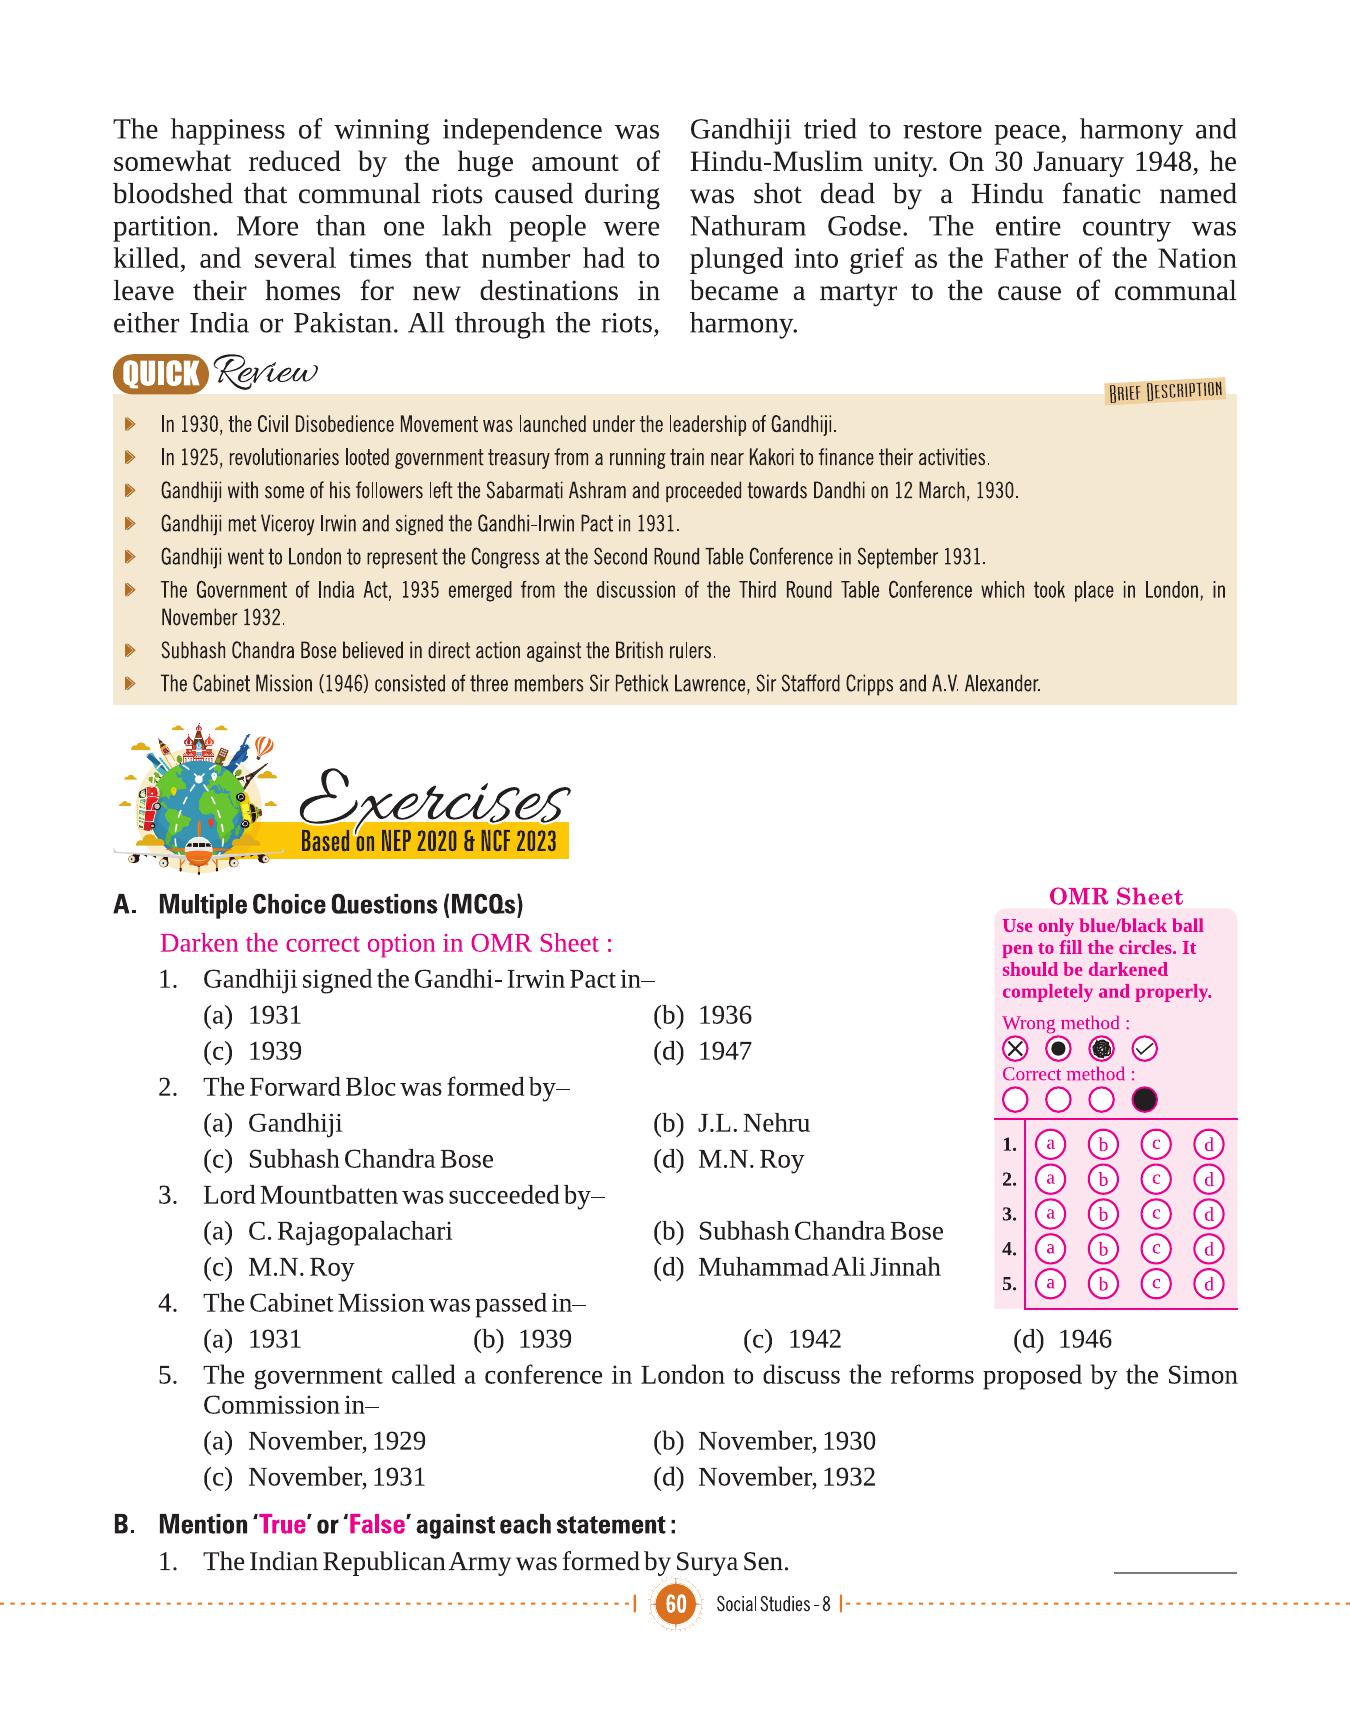 The happiness of winning independence was
somewhat reduced by the huge amount of
bloodshed that communal riots caused during
partition. More than one lakh people were
killed, and several times that number had to
leave their homes for new destinations in
either India or Pakistan. All through the riots,
Gandhiji tried to restore peace, harmony and
Hindu-Muslim unity. On 30 January 1948, he
was shot dead by a Hindu fanatic named
Nathuram Godse. The entire country was
plunged into grief as the Father of the Nation
became a martyr to the cause of communal
harmony.
QUICK Review
BRIEF DESCRIPTION
In 1930, the Civil Disobedience Movement was launched under the leadership of Gandhiji.
In 1925, revolutionaries looted government treasury from a running train near Kakori to finance their activities.
Gandhiji with some of his followers left the Sabarmati Ashram and proceeded towards Dandhi on 12 March, 1930.
Gandhiji met Viceroy Irwin and signed the Gandhi-Irwin Pact in 1931.
Gandhiji went to London to represent the Congress at the Second Round Table Conference in September 1931.
The Government of India Act, 1935 emerged from the discussion of the Third Round Table Conference which took place in London, in
November 1932.
Subhash Chandra Bose believed in direct action against the British rulers.
The Cabinet Mission (1946) consisted of three members Sir Pethick Lawrence, Sir Stafford Cripps and A.V. Alexander.
Exercises
Based on NEP 2020 & NCF 2023
A. Multiple Choice Questions (MCQs)
Darken the correct option in OMR Sheet :
1. Gandhiji signed the Gandhi- Irwin Pact in–
(a) 1931 (b) 1936
(c) 1939 (d) 1947
2. The Forward Bloc was formed by–
(a) Gandhiji (b) J.L. Nehru
(c) Subhash Chandra Bose (d) M.N. Roy
3. Lord Mountbatten was succeeded by–
(a) C. Rajagopalachari (b) Subhash Chandra Bose
(c) M.N. Roy (d) Muhammad Ali Jinnah
4. The Cabinet Mission was passed in–
(a) 1931 (b) 1939 (c) 1942 (d) 1946
5. The government called a conference in London to discuss the reforms proposed by the Simon
Commission in–
(a) November, 1929 (b) November, 1930
(c) November, 1931 (d) November, 1932
OMR Sheet
Use only blue/black ball
pen to fill the circles. It
should be darkened
completely and properly.
Wrong method :
Correct method :
1. a b c d
2. a b c d
3. a b c d
4. a b c d
5. a b c d
B. Mention ‘True’ or ‘False’ against each statement :
1. The Indian Republican Army was formed by Surya Sen.
60 Social Studies - 8